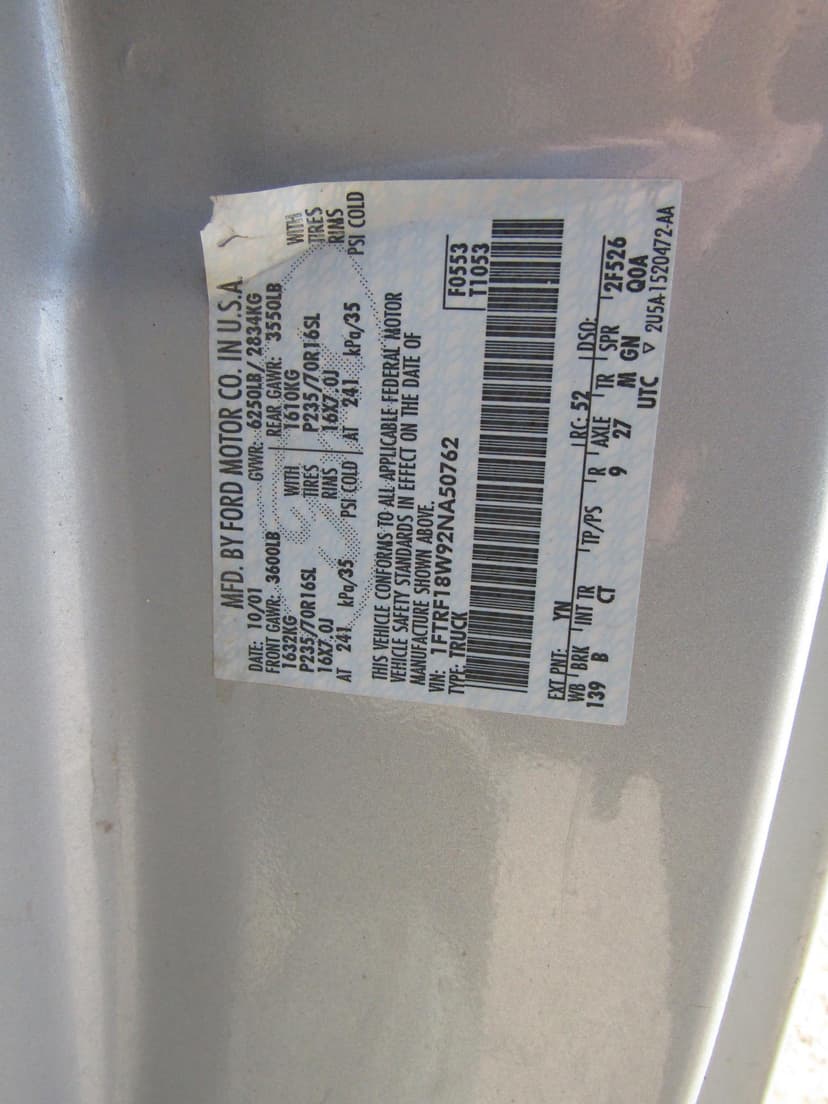 MFD. BY FORD MOTOR CO. IN U.S.A.
DATE: 10/01 GVWR: 6250LB/ 2834KG
FRONT GAWR: 3600LB REAR GAWR: 3550LB
1632KG WITH 1610KG WITH
P235/70R16SL TIRES P235/70R16SL TIRES
16X7.0J RIMS 16X7.0J RIMS
AT 241 kPa/35 PSI COLD AT 241 kPa/35 PSI COLD
THIS VEHICLE CONFORMS TO ALL APPLICABLE FEDERAL MOTOR
VEHICLE SAFETY STANDARDS IN EFFECT ON THE DATE OF
MANUFACTURE SHOWN ABOVE.
VIN: 1FTRF18W92NA50762 F0553
TYPE: TRUCK T1053
EXT PNT: YN RC: 52 DSO:
WB BRK INT TR TP/PS R AXLE TR SPR 2F526
139 B CT 9 27 M GN Q0A
UTC ▽ 2U5A-1520472-AA